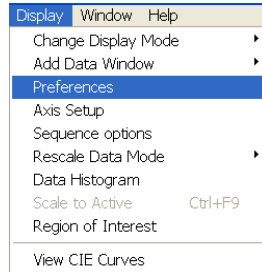 Display Window Help
Change Display Mode
Add Data Window
Preferences
Axis Setup
Sequence options
Rescale Data Mode
Data Histogram
Scale to Active Ctrl+F9
Region of Interest
View CIE Curves